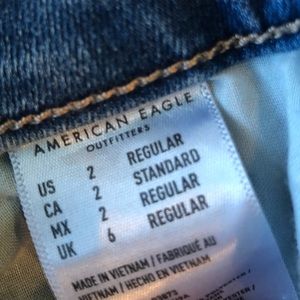 AMERICAN EAGLE
OUTFITTERS
US 2 REGULAR
CA 2 STANDARD
MX 2 REGULAR
UK 6 REGULAR
MADE IN VIETNAM / FABRIQUÉ AU
VIETNAM / HECHO EN VIETNAM